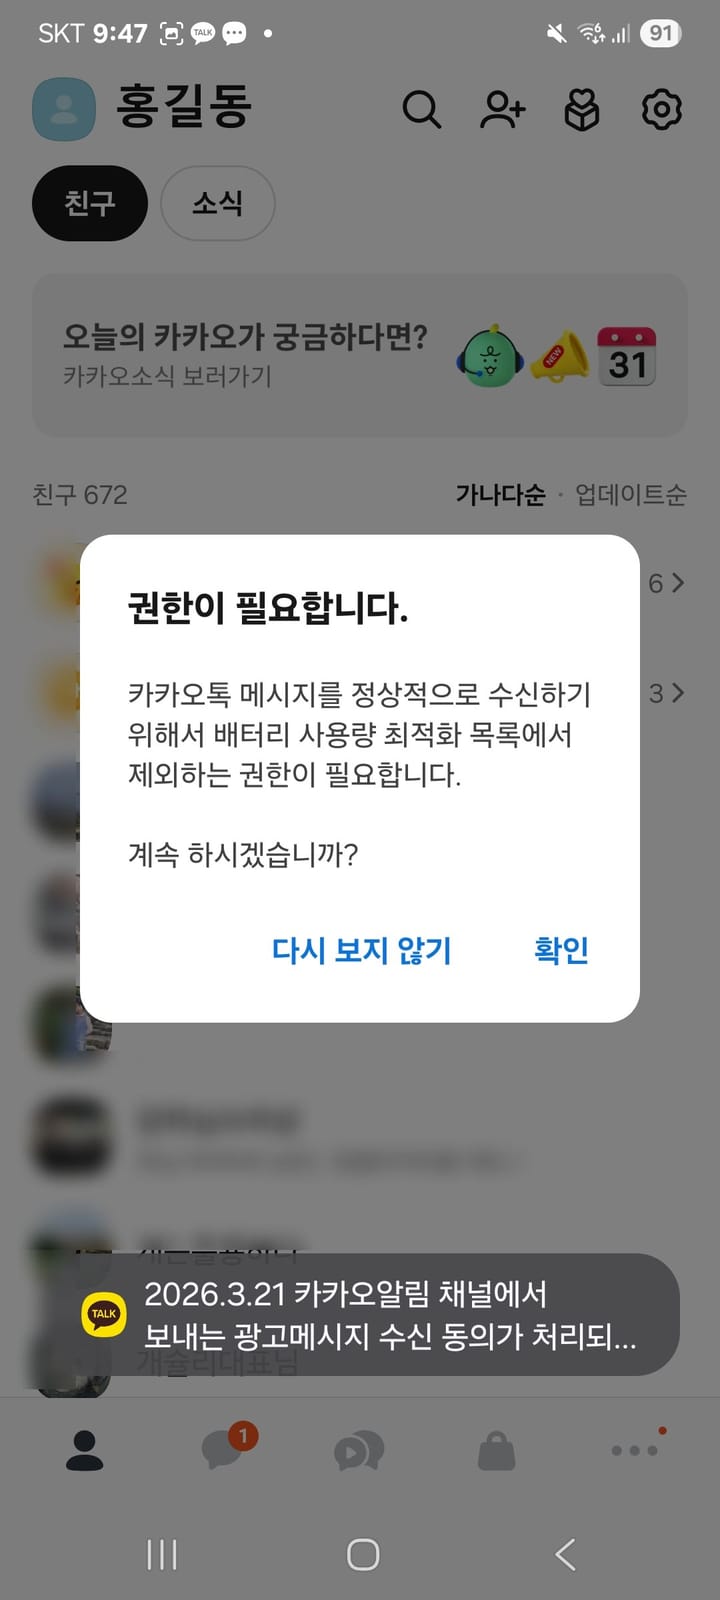 SKT 9:47 TALK 91
홍길동
친구 소식
오늘의 카카오가 궁금하다면?
카카오소식 보러가기
NEW
31
친구 672 가나다순 · 업데이트순
6
3
권한이 필요합니다.
카카오톡 메시지를 정상적으로 수신하기
위해서 배터리 사용량 최적화 목록에서
제외하는 권한이 필요합니다.
계속 하시겠습니까?
다시 보지 않기 확인
TALK
2026.3.21 카카오알림 채널에서
보내는 광고메시지 수신 동의가 처리되...
개슬리대표님
1